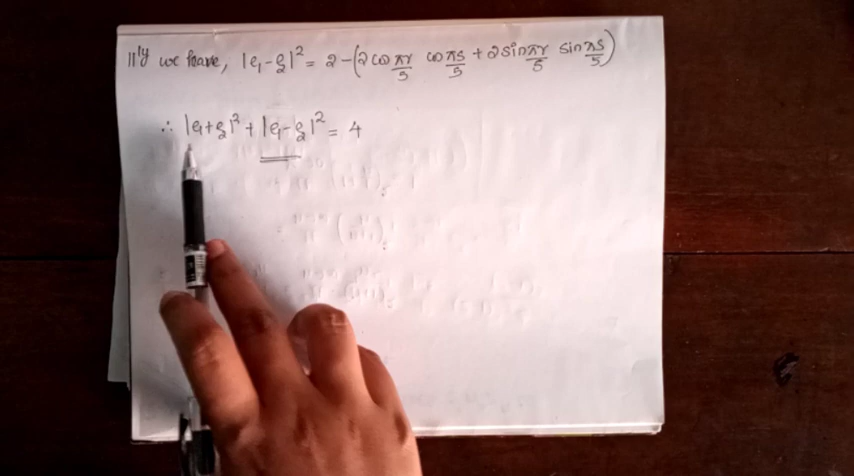 ll'y we have, |e₁-e₂|² = 2-(2 cos πr/5 cos πs/5 + 2 sin πr/5 sin πs/5)
∴ |e₁+e₂|² + |e₁-e₂|² = 4